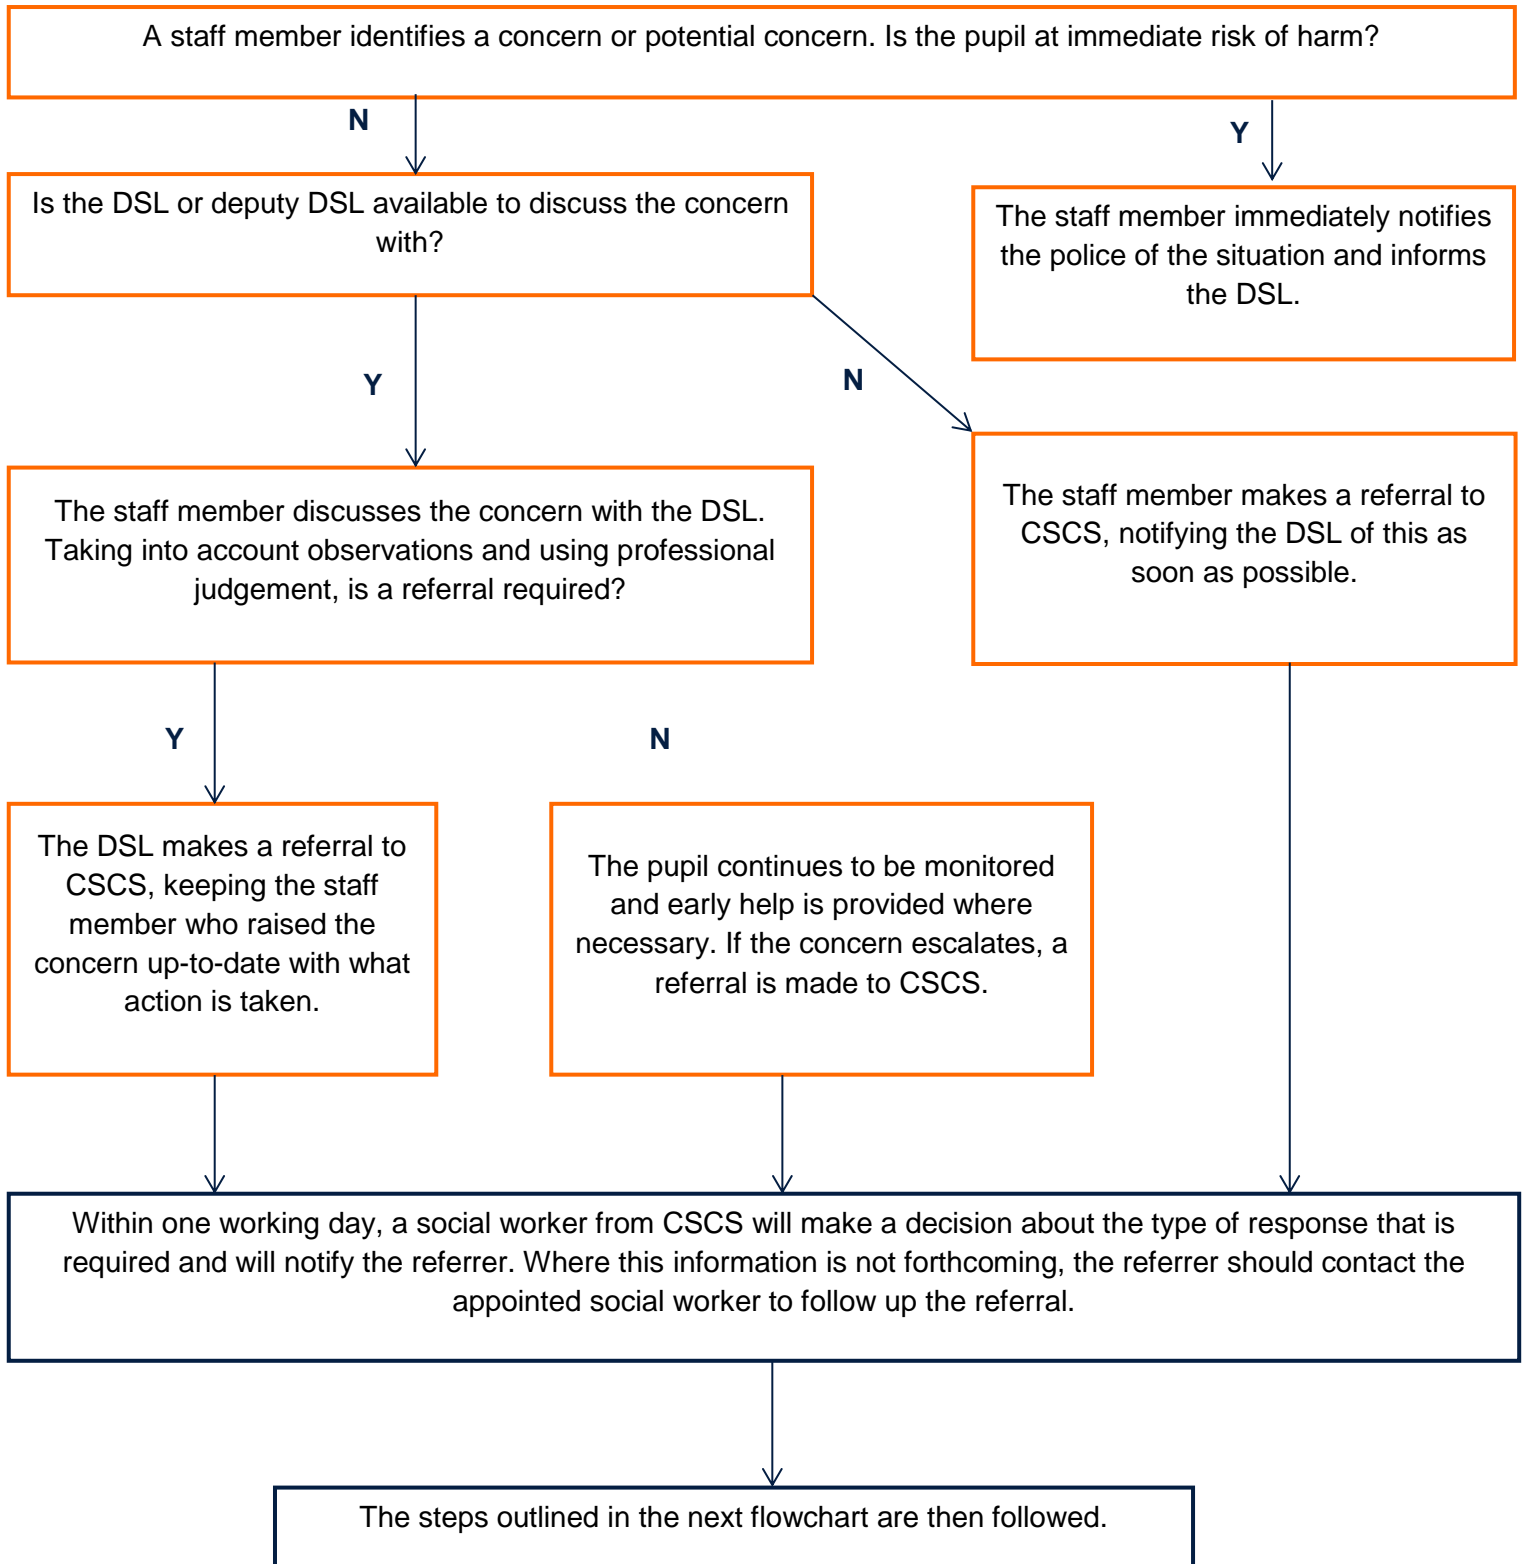 A staff member identifies a concern or potential concern. Is the pupil at immediate risk of harm?
N
Y
Is the DSL or deputy DSL available to discuss the concern
with?
The staff member immediately notifies
the police of the situation and informs
the DSL.
Y
N
The staff member discusses the concern with the DSL.
Taking into account observations and using professional
judgement, is a referral required?
The staff member makes a referral to
CSCS, notifying the DSL of this as
soon as possible.
Y
N
The DSL makes a referral to
CSCS, keeping the staff
member who raised the
concern up-to-date with what
action is taken.
The pupil continues to be monitored
and early help is provided where
necessary. If the concern escalates, a
referral is made to CSCS.
Within one working day, a social worker from CSCS will make a decision about the type of response that is
required and will notify the referrer. Where this information is not forthcoming, the referrer should contact the
appointed social worker to follow up the referral.
The steps outlined in the next flowchart are then followed.